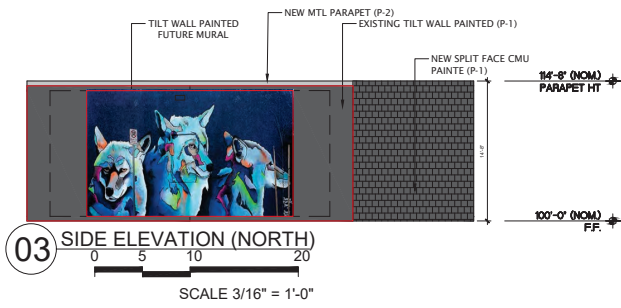 NEW MTL PARAPET (P-2)
TILT WALL PAINTED
FUTURE MURAL
EXISTING TILT WALL PAINTED (P-1)
NEW SPLIT FACE CMU
PAINTE (P-1)
114'-8" (NOM.)
PARAPET HT
14'-8"
100'-0" (NOM.)
F.F.
03 SIDE ELEVATION (NORTH)
0 5 10 20
SCALE 3/16" = 1'-0"